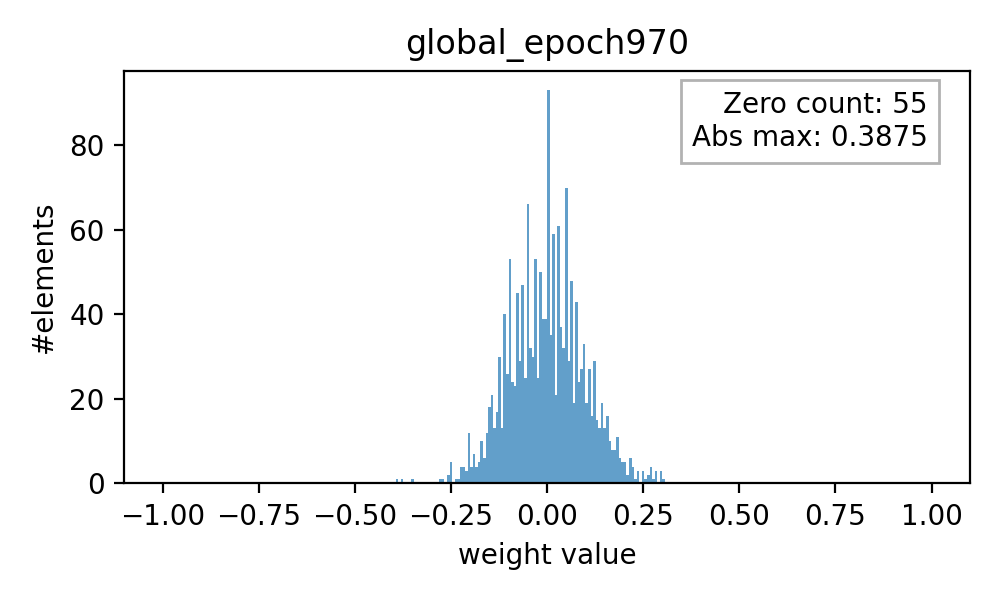 global_epoch970
Zero count: 55
Abs max: 0.3875
80
60
40
20
0
#elements
−1.00 −0.75 −0.50 −0.25 0.00 0.25 0.50 0.75 1.00
weight value